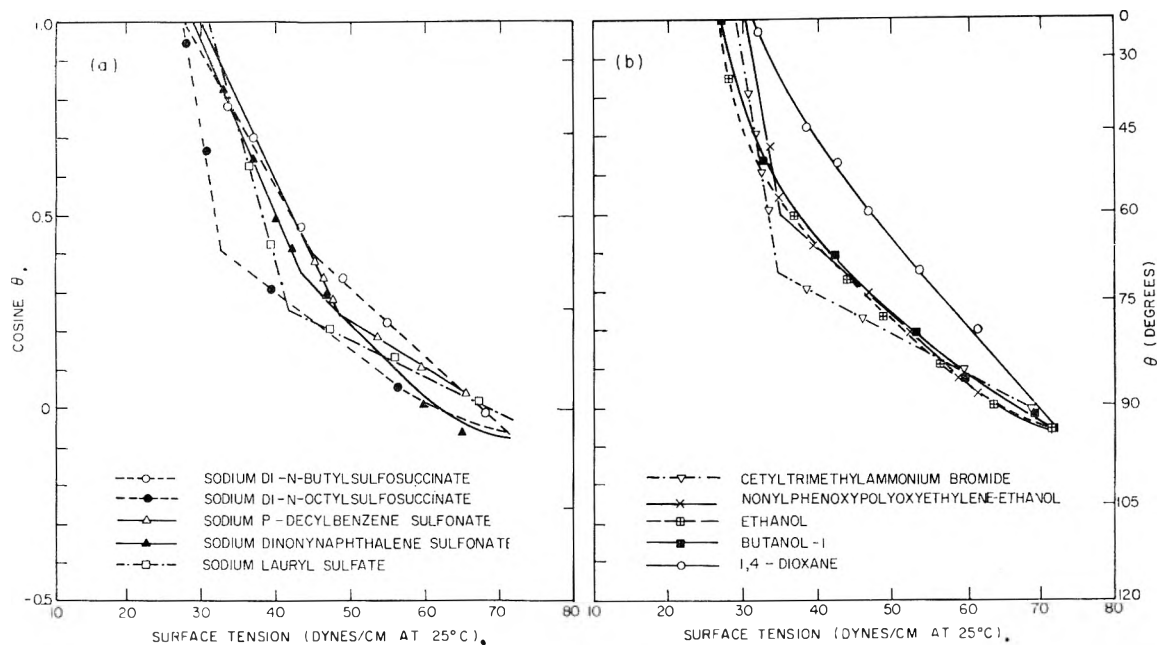 (a)
1.0
0.5
0
-0.5
COSINE θ.
10 20 30 40 50 60 70 80
SURFACE TENSION (DYNES/CM AT 25°C).
SODIUM DI-N-BUTYLSULFOSUCCINATE
SODIUM DI-N-OCTYLSULFOSUCCINATE
SODIUM P-DECYLBENZENE SULFONATE
SODIUM DINONYNAPHTHALENE SULFONATE
SODIUM LAURYL SULFATE
(b)
0
30
45
60
75
90
105
120
θ (DEGREES)
10 20 30 40 50 60 70 80
SURFACE TENSION (DYNES/CM AT 25°C).
CETYLTRIMETHYLAMMONIUM BROMIDE
NONYLPHENOXYPOLYOXYETHYLENE-ETHANOL
ETHANOL
BUTANOL-1
1,4-DIOXANE